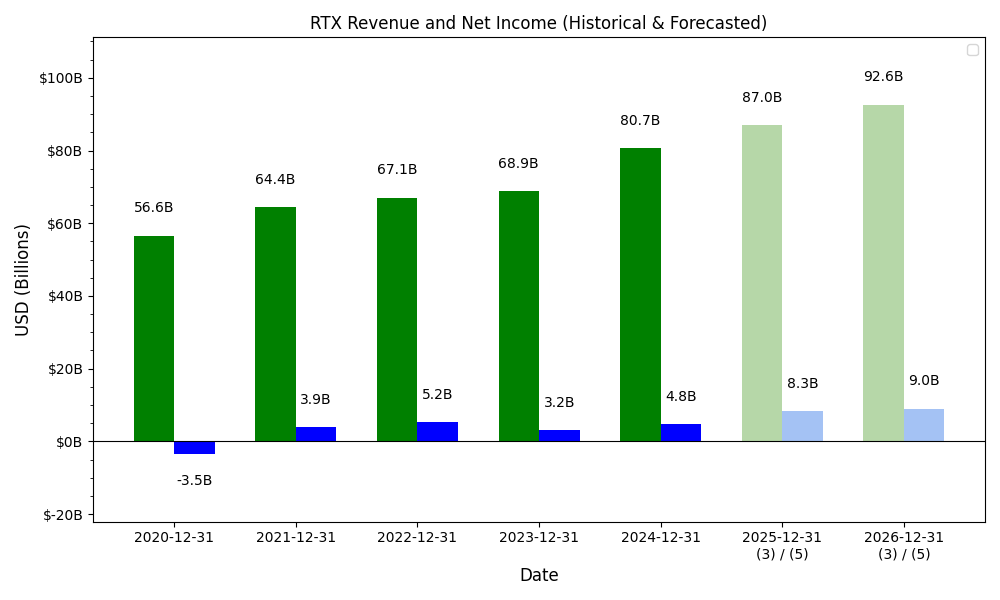 RTX Revenue and Net Income (Historical & Forecasted)
USD (Billions)
$100B
$80B
$60B
$40B
$20B
$0B
$-20B
56.6B
-3.5B
64.4B
3.9B
67.1B
5.2B
68.9B
3.2B
80.7B
4.8B
87.0B
8.3B
92.6B
9.0B
2020-12-31
2021-12-31
2022-12-31
2023-12-31
2024-12-31
2025-12-31
(3) / (5)
2026-12-31
(3) / (5)
Date